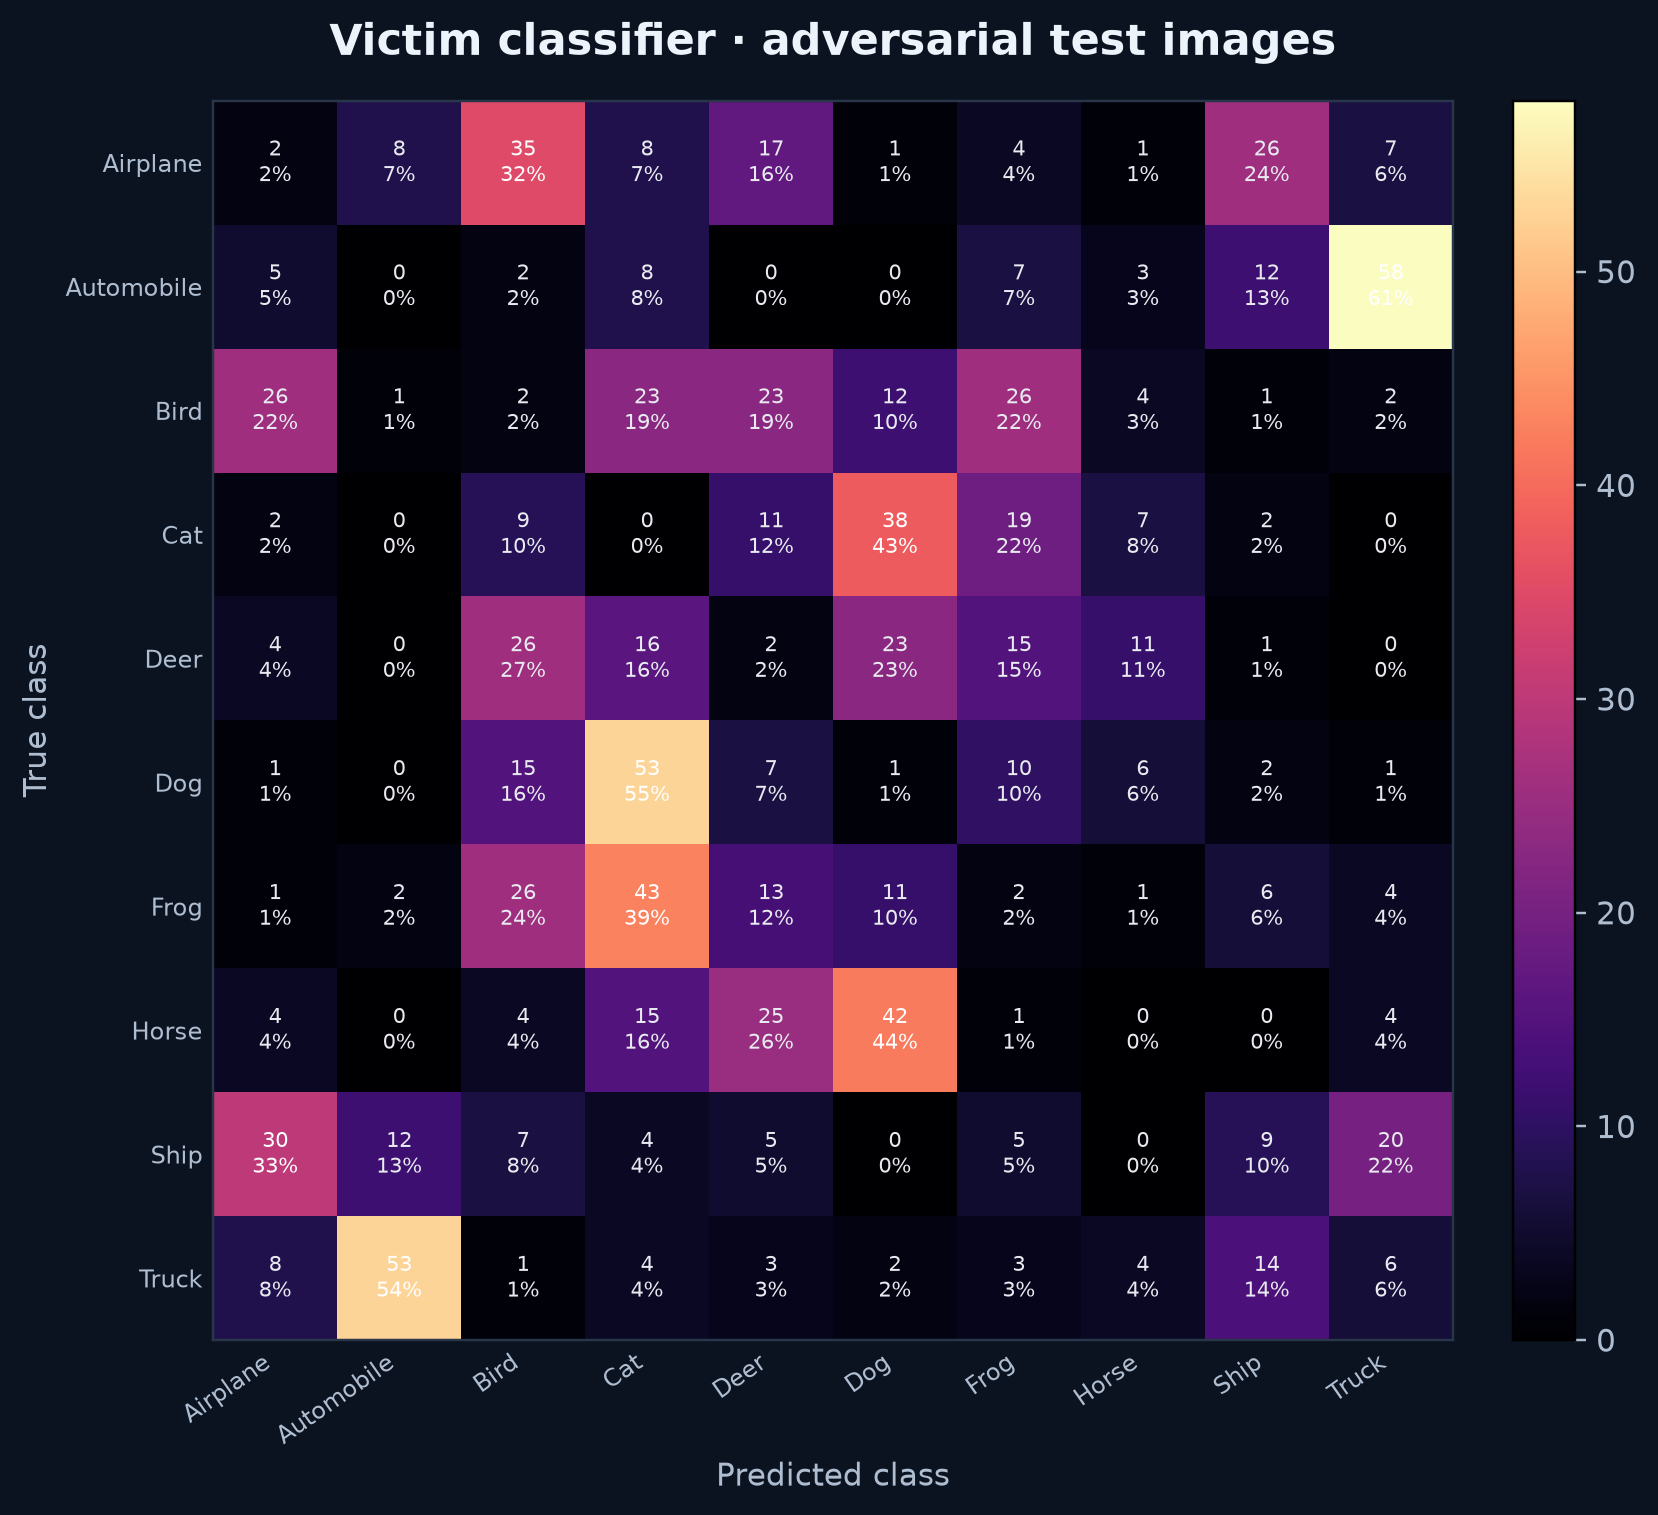 Victim classifier · adversarial test images
True class
Airplane
2 8 35 8 17 1 4 1 26 7
2% 7% 32% 7% 16% 1% 4% 1% 24% 6%
Automobile
5 0 2 8 0 0 7 3 12 58
5% 0% 2% 8% 0% 0% 7% 3% 13% 61%
Bird
26 1 2 23 23 12 26 4 1 2
22% 1% 2% 19% 19% 10% 22% 3% 1% 2%
Cat
2 0 9 0 11 38 19 7 2 0
2% 0% 10% 0% 12% 43% 22% 8% 2% 0%
Deer
4 0 26 16 2 23 15 11 1 0
4% 0% 27% 16% 2% 23% 15% 11% 1% 0%
Dog
1 0 15 53 7 1 10 6 2 1
1% 0% 16% 55% 7% 1% 10% 6% 2% 1%
Frog
1 2 26 43 13 11 2 1 6 4
1% 2% 24% 39% 12% 10% 2% 1% 6% 4%
Horse
4 0 4 15 25 42 1 0 0 4
4% 0% 4% 16% 26% 44% 1% 0% 0% 4%
Ship
30 12 7 4 5 0 5 0 9 20
33% 13% 8% 4% 5% 0% 5% 0% 10% 22%
Truck
8 53 1 4 3 2 3 4 14 6
8% 54% 1% 4% 3% 2% 3% 4% 14% 6%
Airplane Automobile Bird Cat Deer Dog Frog Horse Ship Truck
Predicted class
50
40
30
20
10
0